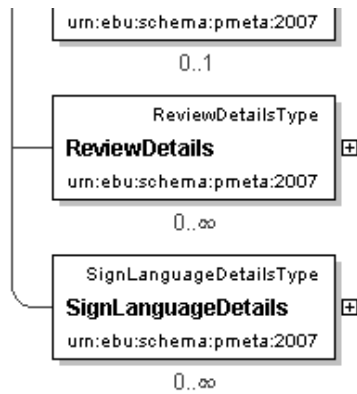 urn:ebu:schema:pmeta:2007
0..1
ReviewDetailsType
ReviewDetails
urn:ebu:schema:pmeta:2007
0..∞
SignLanguageDetailsType
SignLanguageDetails
urn:ebu:schema:pmeta:2007
0..∞